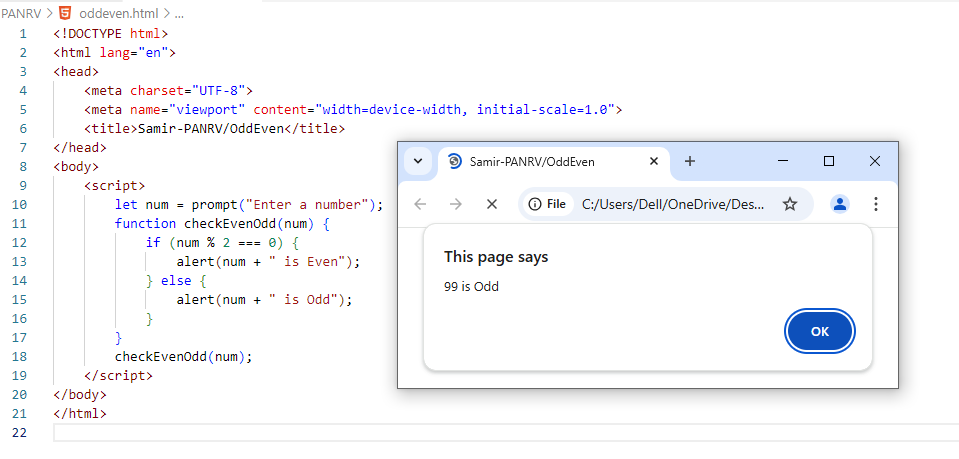 PANRV > oddeven.html > ...
1 <!DOCTYPE html>
2 <html lang="en">
3 <head>
4     <meta charset="UTF-8">
5     <meta name="viewport" content="width=device-width, initial-scale=1.0">
6     <title>Samir-PANRV/OddEven</title>
7 </head>
8 <body>
9     <script>
10         let num = prompt("Enter a number");
11         function checkEvenOdd(num) {
12             if (num % 2 === 0) {
13                 alert(num + " is Even");
14             } else {
15                 alert(num + " is Odd");
16             }
17         }
18         checkEvenOdd(num);
19     </script>
20 </body>
21 </html>
22
Samir-PANRV/OddEven
File C:/Users/Dell/OneDrive/Des...
This page says
99 is Odd
OK